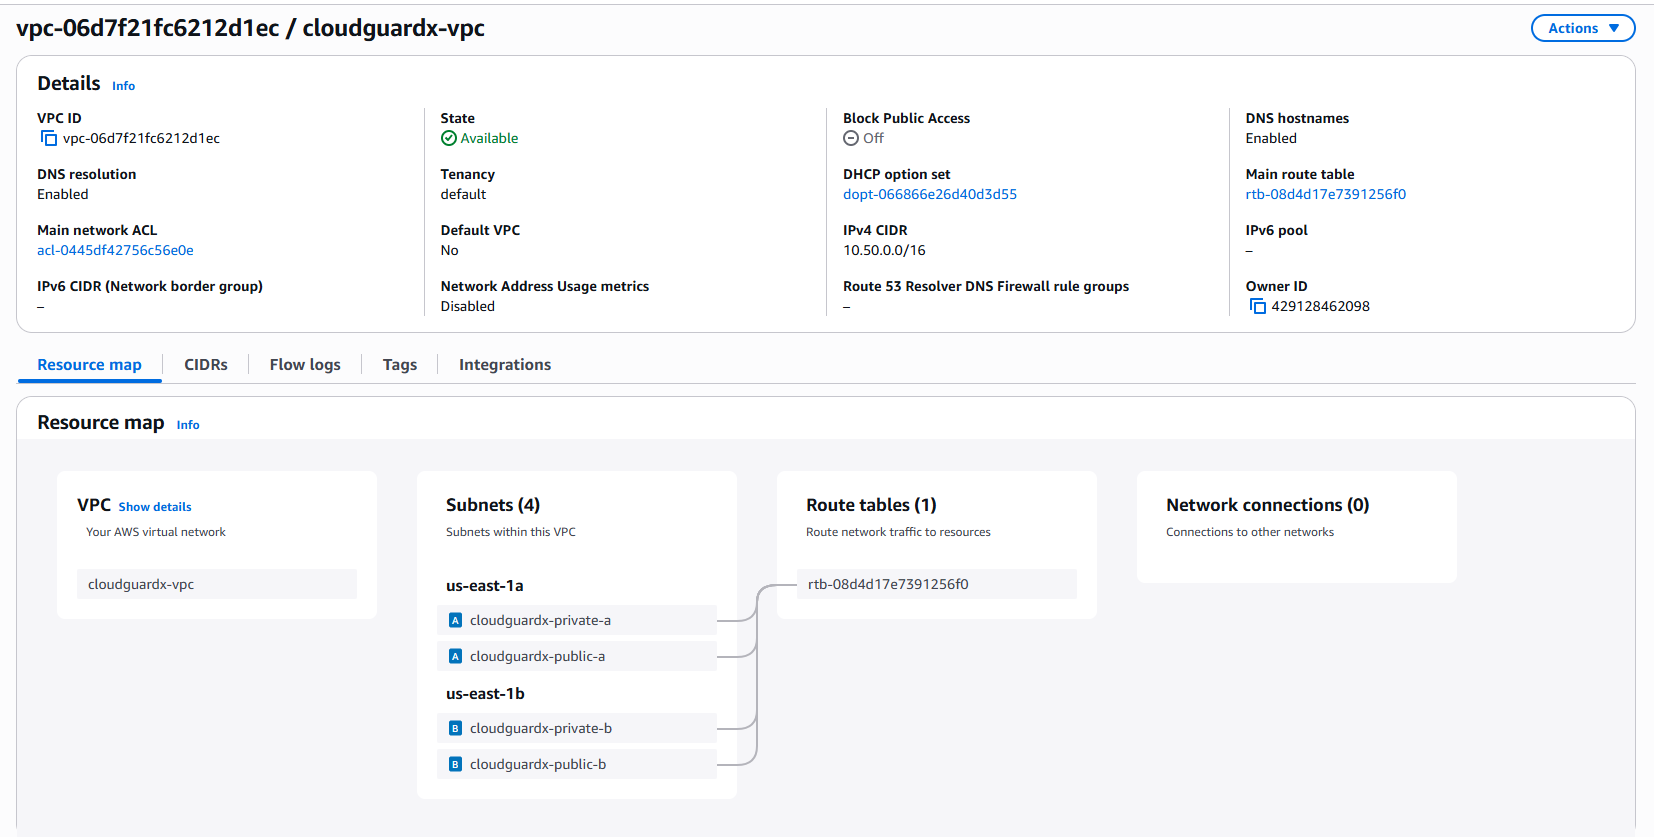 vpc-06d7f21fc6212d1ec / cloudguardx-vpc
Actions
Details Info
VPC ID
vpc-06d7f21fc6212d1ec
State
Available
Block Public Access
Off
DNS hostnames
Enabled
DNS resolution
Enabled
Tenancy
default
DHCP option set
dopt-066866e26d40d3d55
Main route table
rtb-08d4d17e7391256f0
Main network ACL
acl-0445df42756c56e0e
Default VPC
No
IPv4 CIDR
10.50.0.0/16
IPv6 pool
–
IPv6 CIDR (Network border group)
–
Network Address Usage metrics
Disabled
Route 53 Resolver DNS Firewall rule groups
–
Owner ID
429128462098
Resource map
CIDRs
Flow logs
Tags
Integrations
Resource map Info
VPC Show details
Your AWS virtual network
cloudguardx-vpc
Subnets (4)
Subnets within this VPC
us-east-1a
A cloudguardx-private-a
A cloudguardx-public-a
us-east-1b
B cloudguardx-private-b
B cloudguardx-public-b
Route tables (1)
Route network traffic to resources
rtb-08d4d17e7391256f0
Network connections (0)
Connections to other networks